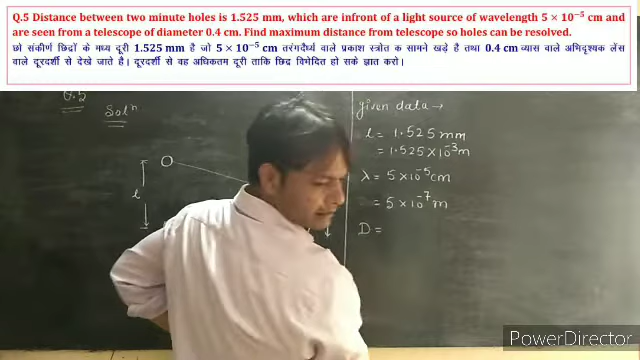 Q.5 Distance between two minute holes is 1.525 mm, which are infront of a light source of wavelength 5 × 10⁻⁵ cm and
are seen from a telescope of diameter 0.4 cm. Find maximum distance from telescope so holes can be resolved.
छो संकीर्ण छिद्रों के मध्य दूरी 1.525 mm है जो 5 × 10⁻⁵ cm तरंगदैर्ध्य वाले प्रकाश स्त्रोत क सामने खड़े है तथा 0.4 cm व्यास वाले अभिदृश्यक लेंस
वाले दूरदर्शी से देखे जाते है। दूरदर्शी से वह अधिकतम दूरी ताकि छिद्र विभेदित हो सके ज्ञात करो।
Q.5
Solⁿ
l
given data →
l = 1.525 mm
= 1.525 × 10⁻³ m
λ = 5 × 10⁻⁵ cm
= 5 × 10⁻⁷ m
D =
PowerDirector